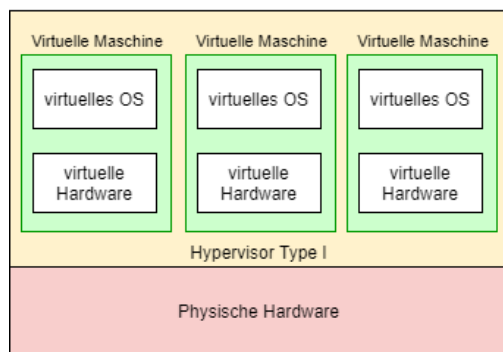 Virtuelle Maschine Virtuelle Maschine Virtuelle Maschine
virtuelles OS virtuelles OS virtuelles OS
virtuelle virtuelle virtuelle
Hardware Hardware Hardware
Hypervisor Type I
Physische Hardware